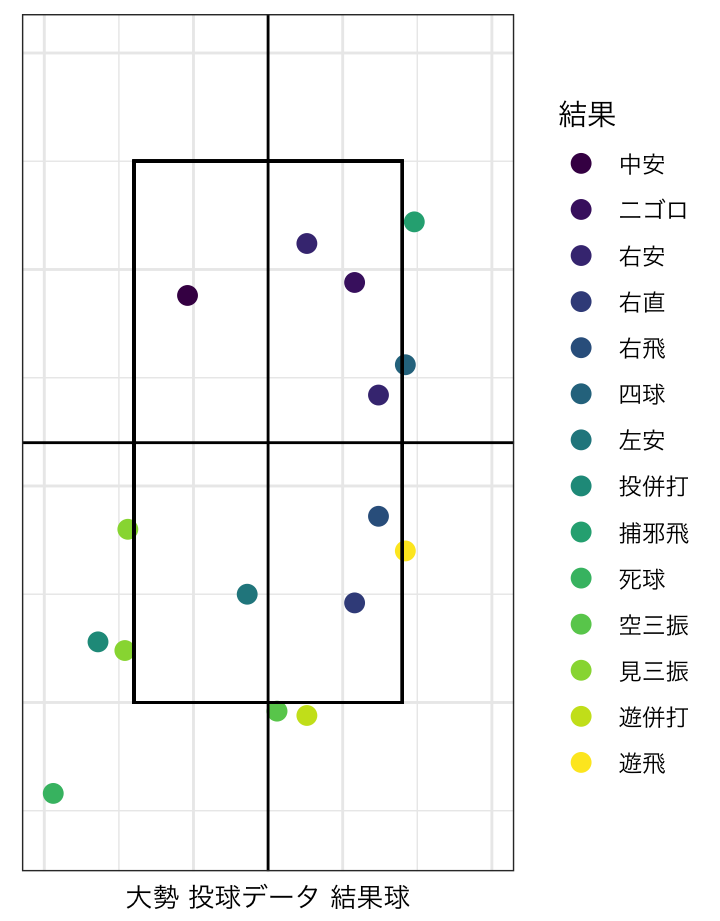 結果
中安
ニゴロ
右安
右直
右飛
四球
左安
投併打
捕邪飛
死球
空三振
見三振
遊併打
遊飛
大勢 投球データ 結果球